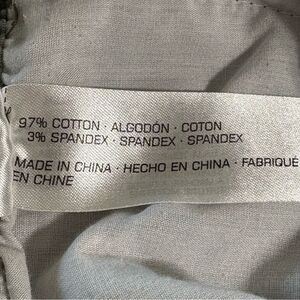 97% COTTON · ALGODÓN · COTON
3% SPANDEX · SPANDEX · SPANDEX
MADE IN CHINA · HECHO EN CHINA · FABRIQUÉ
EN CHINE